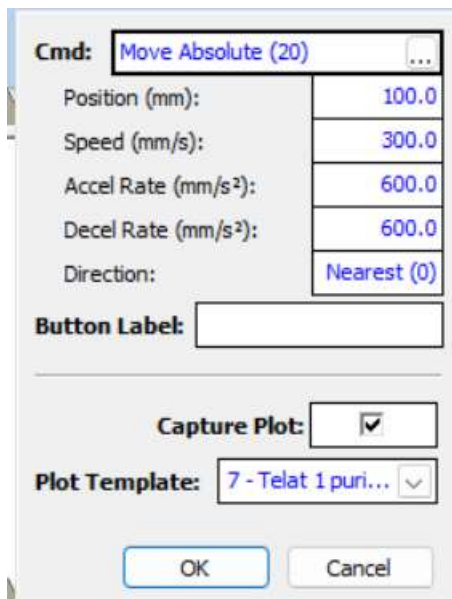 Cmd: Move Absolute (20) ...
Position (mm): 100.0
Speed (mm/s): 300.0
Accel Rate (mm/s²): 600.0
Decel Rate (mm/s²): 600.0
Direction: Nearest (0)
Button Label:
Capture Plot:
Plot Template: 7 - Telat 1 puri...
OK Cancel